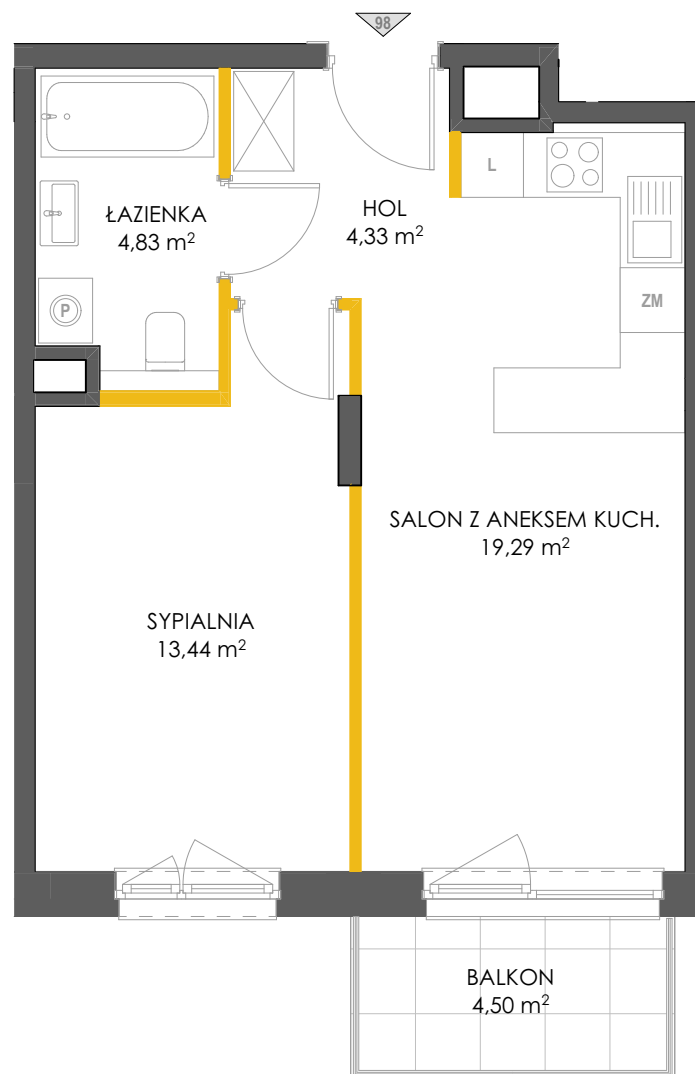 98
ŁAZIENKA
4,83 m²
HOL
4,33 m²
L
ZM
P
SALON Z ANEKSEM KUCH.
19,29 m²
SYPIALNIA
13,44 m²
BALKON
4,50 m²